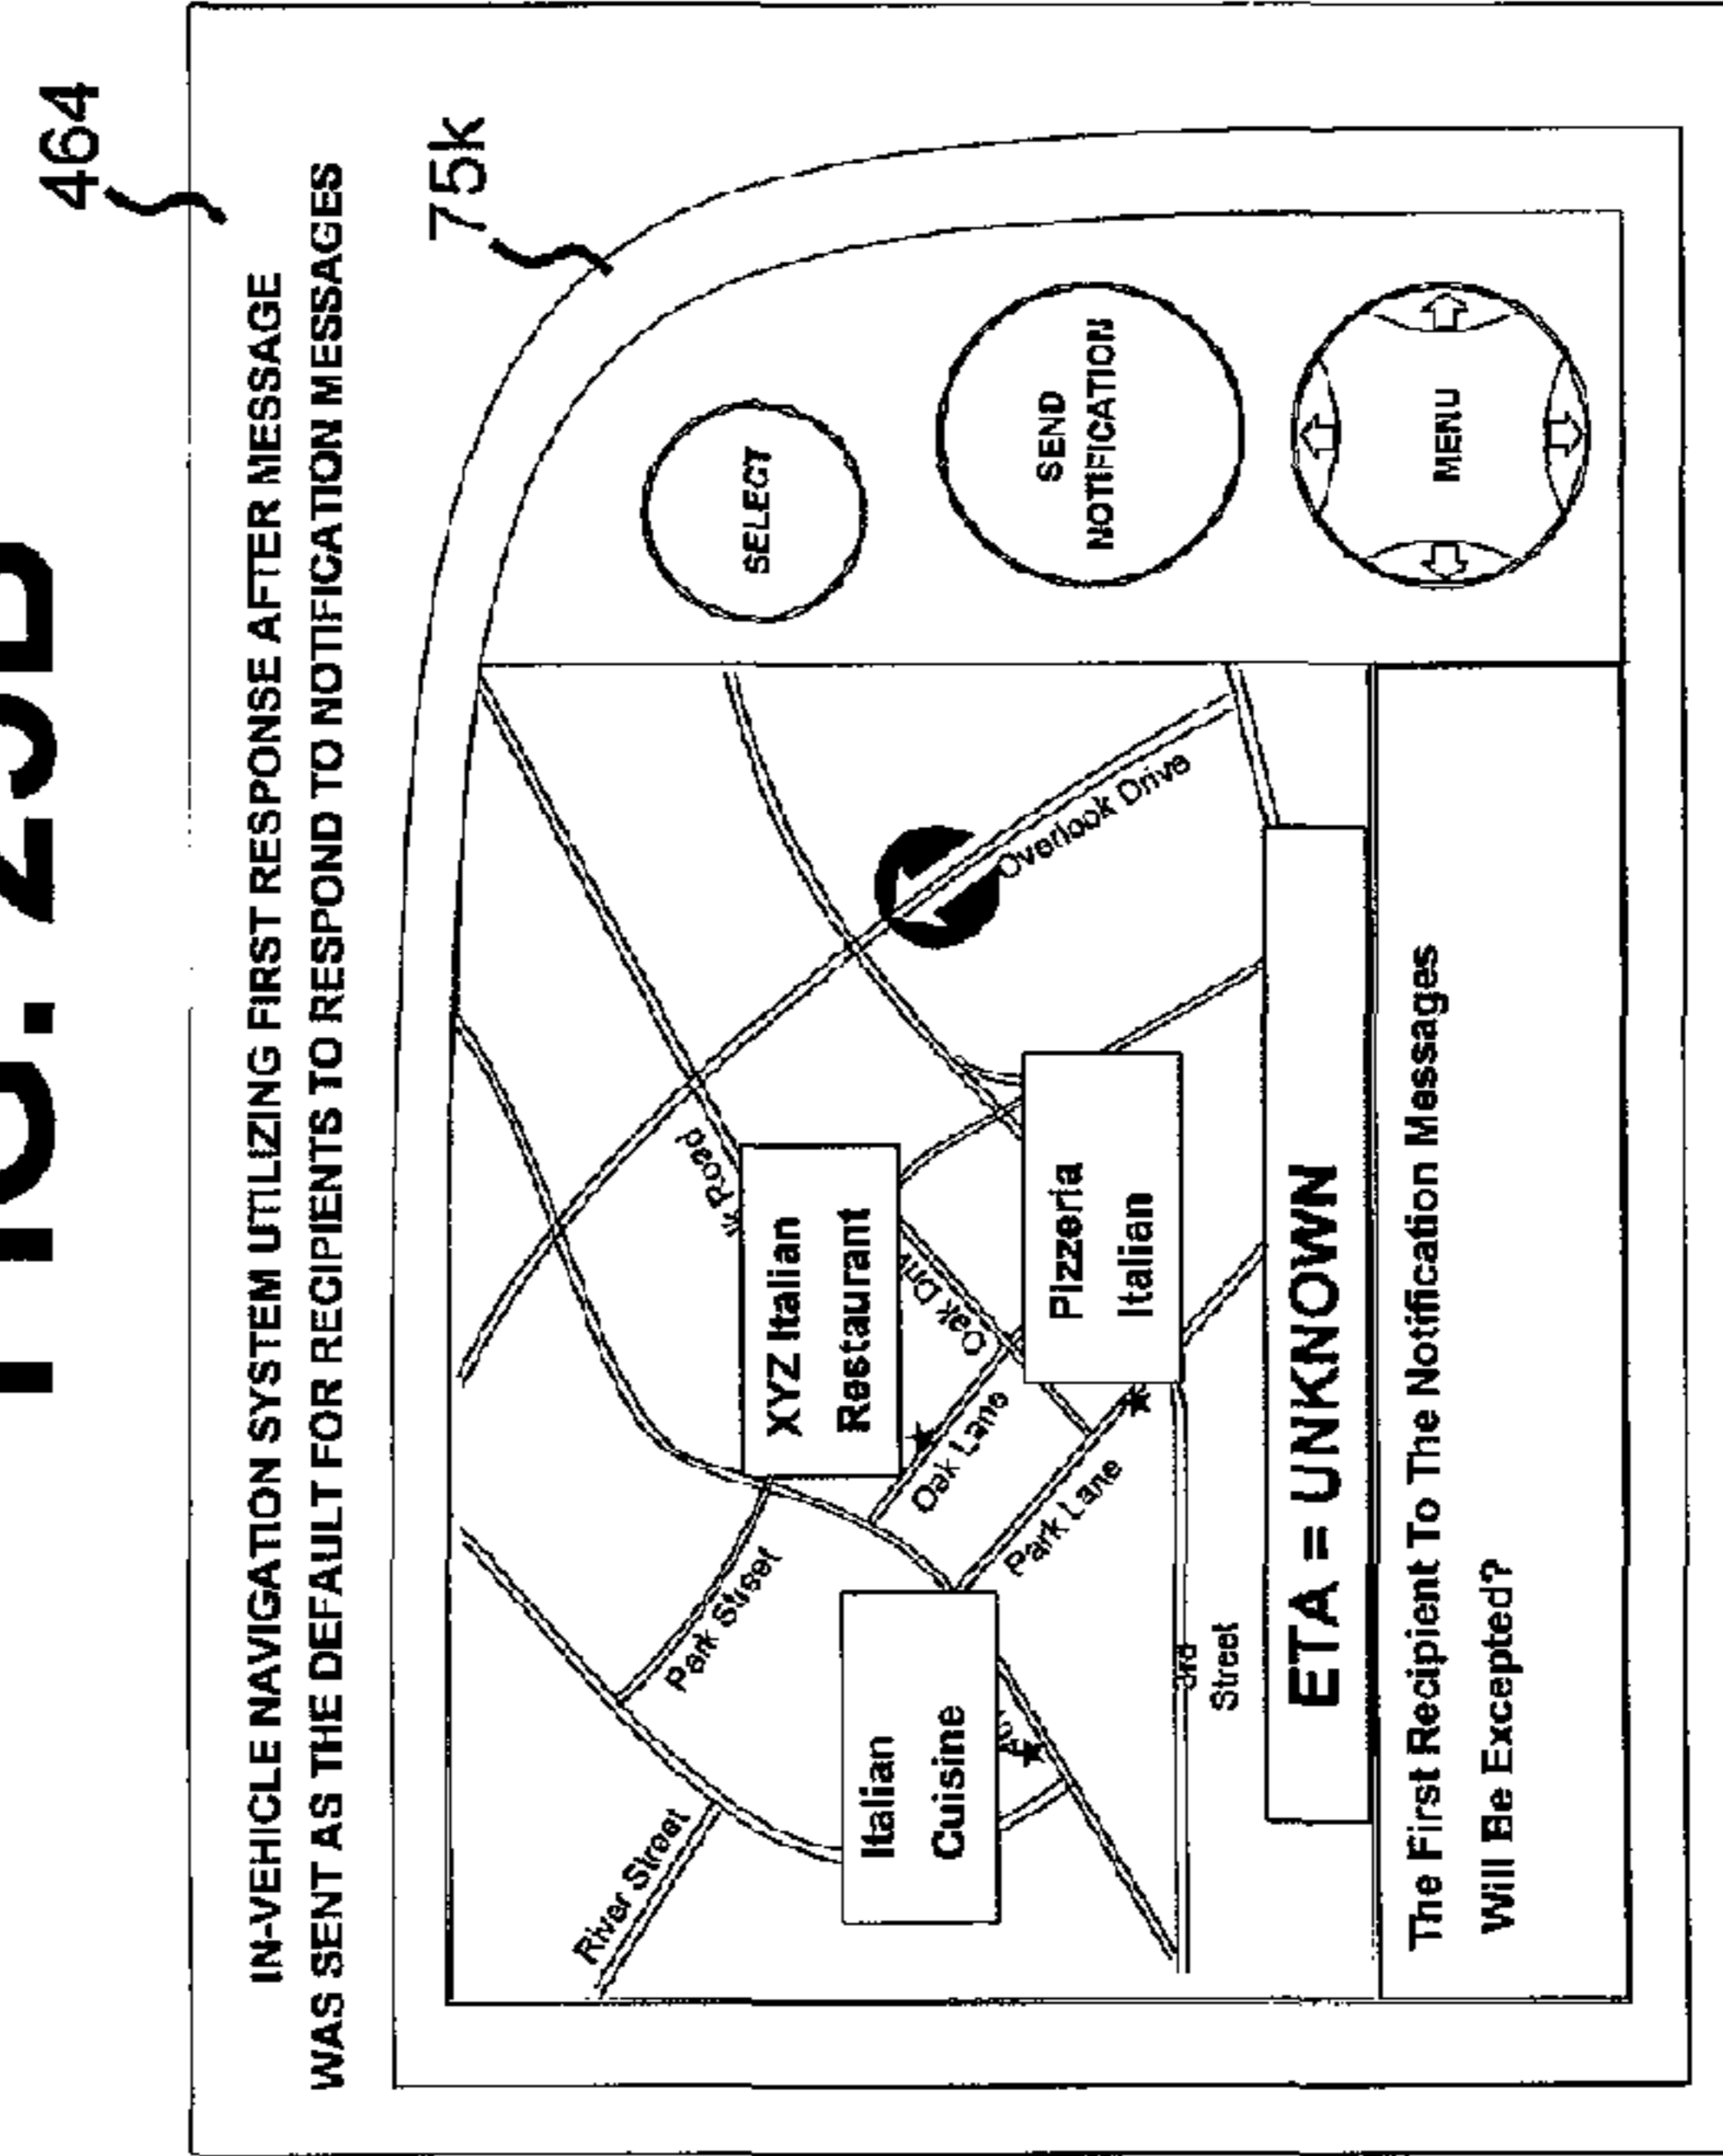 464
IN-VEHICLE NAVIGATION SYSTEM UTILIZING FIRST RESPONSE AFTER MESSAGE
WAS SENT AS THE DEFAULT FOR RECIPIENTS TO RESPOND TO NOTIFICATION MESSAGES
75k
River Street
Park Street
Road
XYZ Italian
Restaurant
Italian
Cuisine
Oak Lane
Park Lane
Oak
Pizzeria
Italian
Overlook Drive
3rd
Street
ETA = UNKNOWN
The First Recipient To The Notification Messages
Will Be Excepted?
SELECT
SEND
NOTIFICATION
MENU